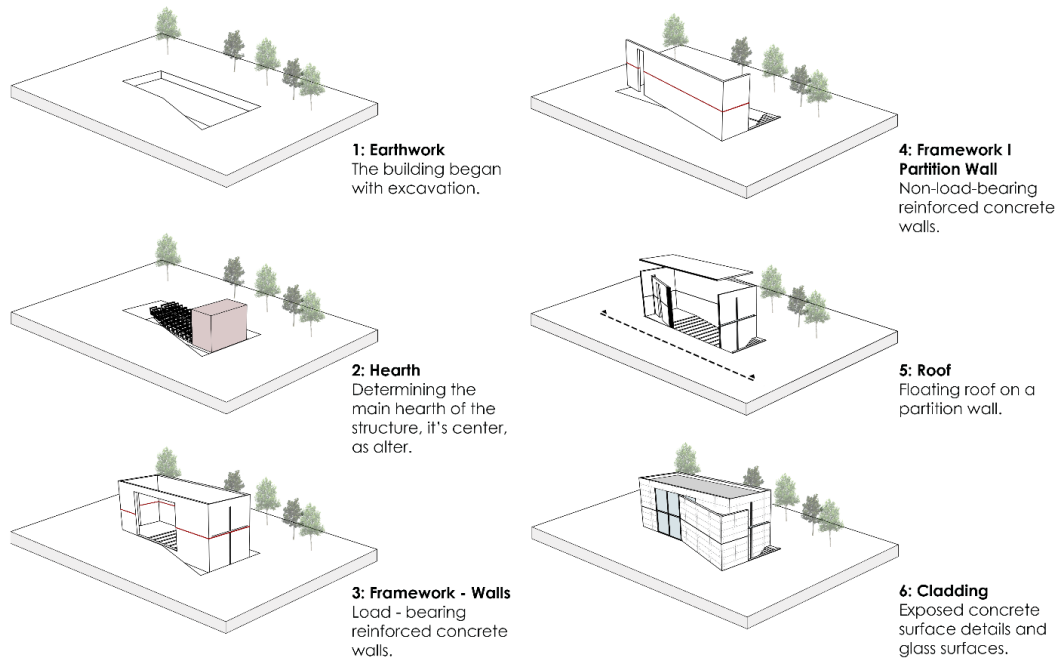 1: Earthwork
The building began
with excavation.
2: Hearth
Determining the
main hearth of the
structure, it's center,
as alter.
3: Framework - Walls
Load - bearing
reinforced concrete
walls.
4: Framework I
Partition Wall
Non-load-bearing
reinforced concrete
walls.
5: Roof
Floating roof on a
partition wall.
6: Cladding
Exposed concrete
surface details and
glass surfaces.